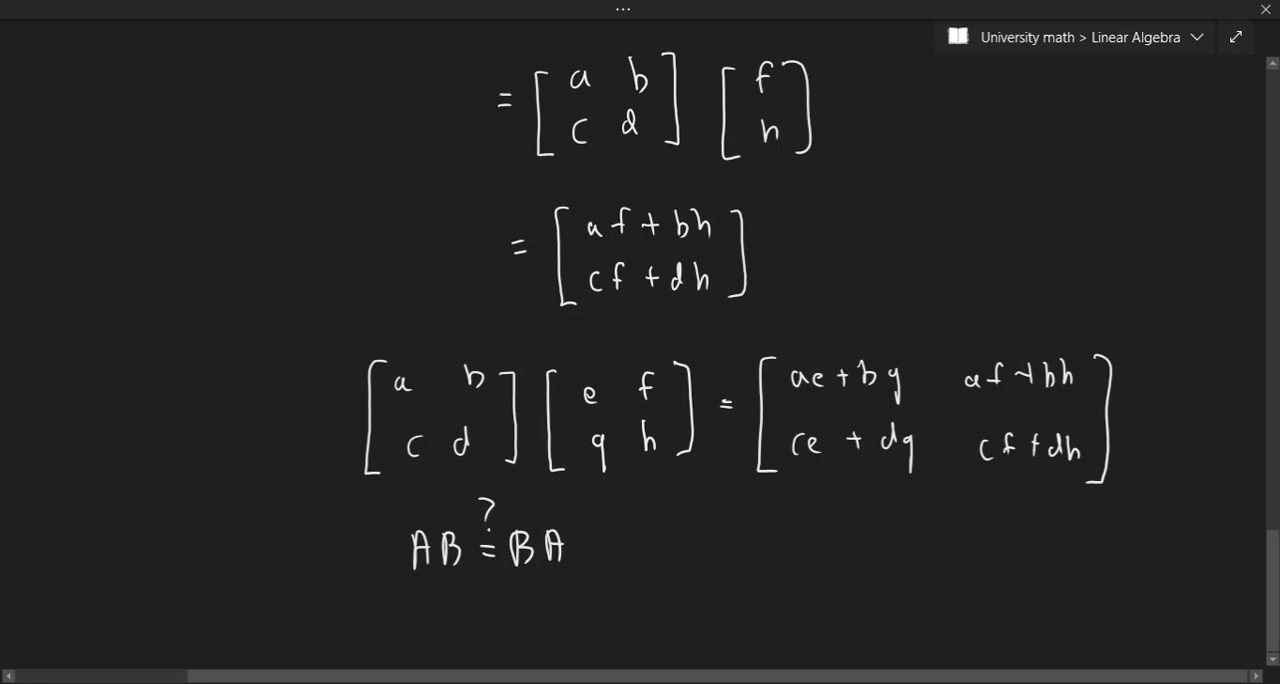 ...
University math > Linear Algebra
= [ a b ] [ f ]
[ c d ] [ h ]
= [ af + bh ]
[ cf + dh ]
[ a b ] [ e f ] = [ ae + bg af + bh ]
[ c d ] [ g h ] [ ce + dg cf + dh ]
?
AB = BA